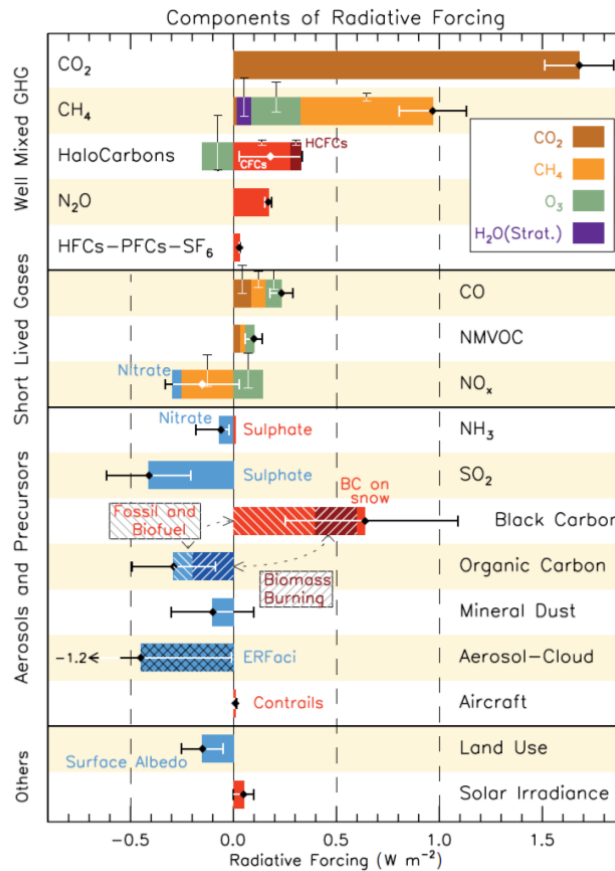 Components of Radiative Forcing
Well Mixed GHG
CO2
CH4
HaloCarbons
HCFCs
CFCs
N2O
HFCs-PFCs-SF6
CO2
CH4
O3
H2O(Strat.)
Short Lived Gases
CO
NMVOC
Nitrate
NOx
Aerosols and Precursors
Nitrate
Sulphate
NH3
Sulphate
SO2
BC on
snow
Black Carbon
Fossil and
Biofuel
Organic Carbon
Biomass
Burning
Mineral Dust
-1.2
ERFaci
Aerosol-Cloud
Contrails
Aircraft
Others
Land Use
Surface Albedo
Solar Irradiance
-0.5 0.0 0.5 1.0 1.5
Radiative Forcing (W m-2)